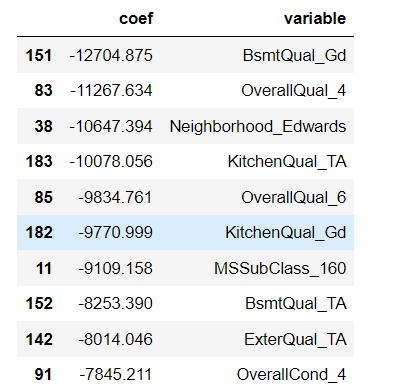 coef variable
151 -12704.875 BsmtQual_Gd
83 -11267.634 OverallQual_4
38 -10647.394 Neighborhood_Edwards
183 -10078.056 KitchenQual_TA
85 -9834.761 OverallQual_6
182 -9770.999 KitchenQual_Gd
11 -9109.158 MSSubClass_160
152 -8253.390 BsmtQual_TA
142 -8014.046 ExterQual_TA
91 -7845.211 OverallCond_4